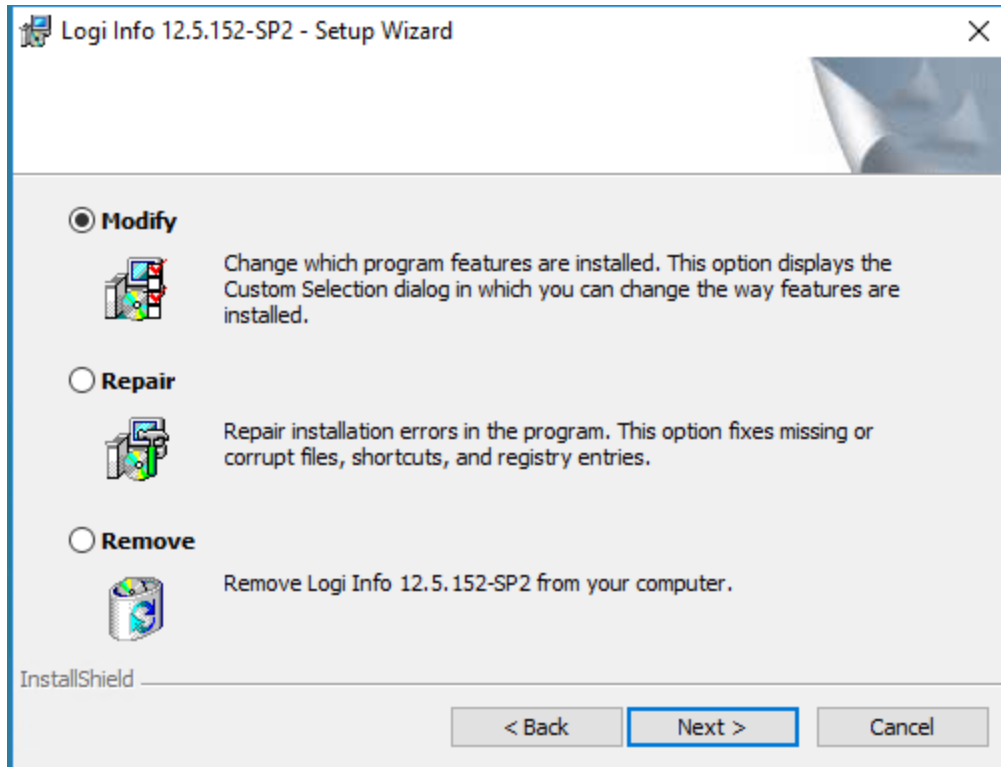 Logi Info 12.5.152-SP2 - Setup Wizard
Modify
Change which program features are installed. This option displays the
Custom Selection dialog in which you can change the way features are
installed.
Repair
Repair installation errors in the program. This option fixes missing or
corrupt files, shortcuts, and registry entries.
Remove
Remove Logi Info 12.5.152-SP2 from your computer.
InstallShield
< Back Next > Cancel